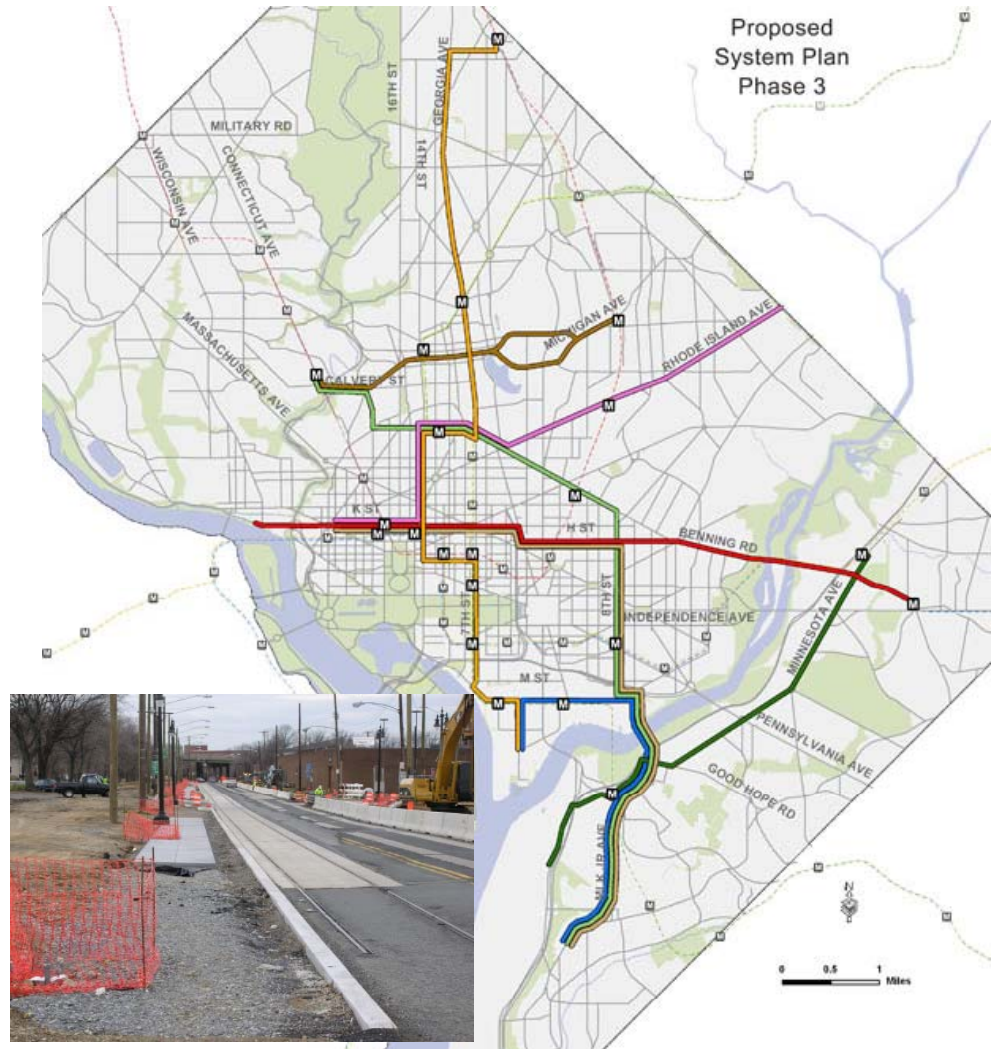 Proposed
System Plan
Phase 3
GEORGIA AVE
16TH ST
14TH ST
MILITARY RD
WISCONSIN AVE
CONNECTICUT AVE
MASSACHUSETTS AVE
MICHIGAN AVE
RHODE ISLAND AVE
CALVERT ST
K ST
H ST
BENNING RD
8TH ST
7TH ST
INDEPENDENCE AVE
MINNESOTA AVE
M ST
PENNSYLVANIA AVE
GOOD HOPE RD
M L K JR AVE
N
0 0.5 1
Miles